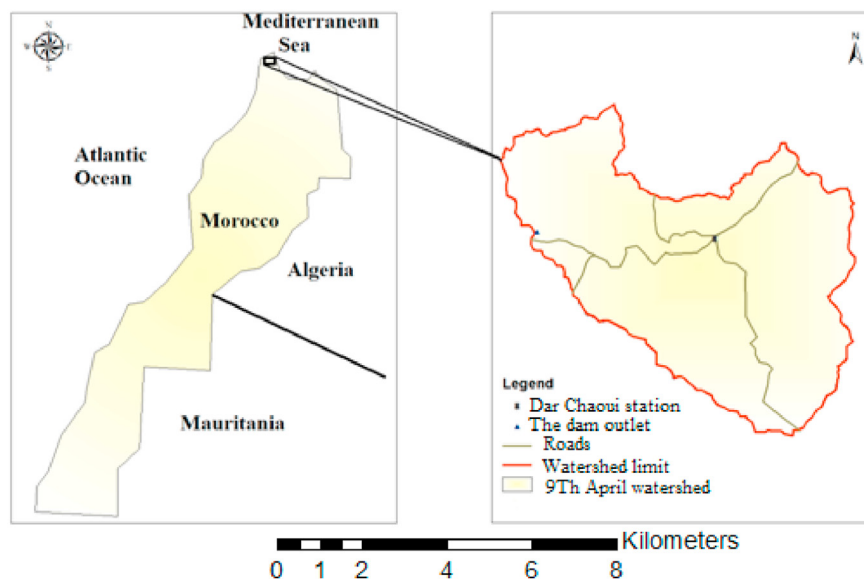 Mediterranean
Sea
N
W E
S
Atlantic
Ocean
Morocco
Algeria
Mauritania
N
Legend
Dar Chaoui station
The dam outlet
Roads
Watershed limit
9Th April watershed
Kilometers
0 1 2 4 6 8